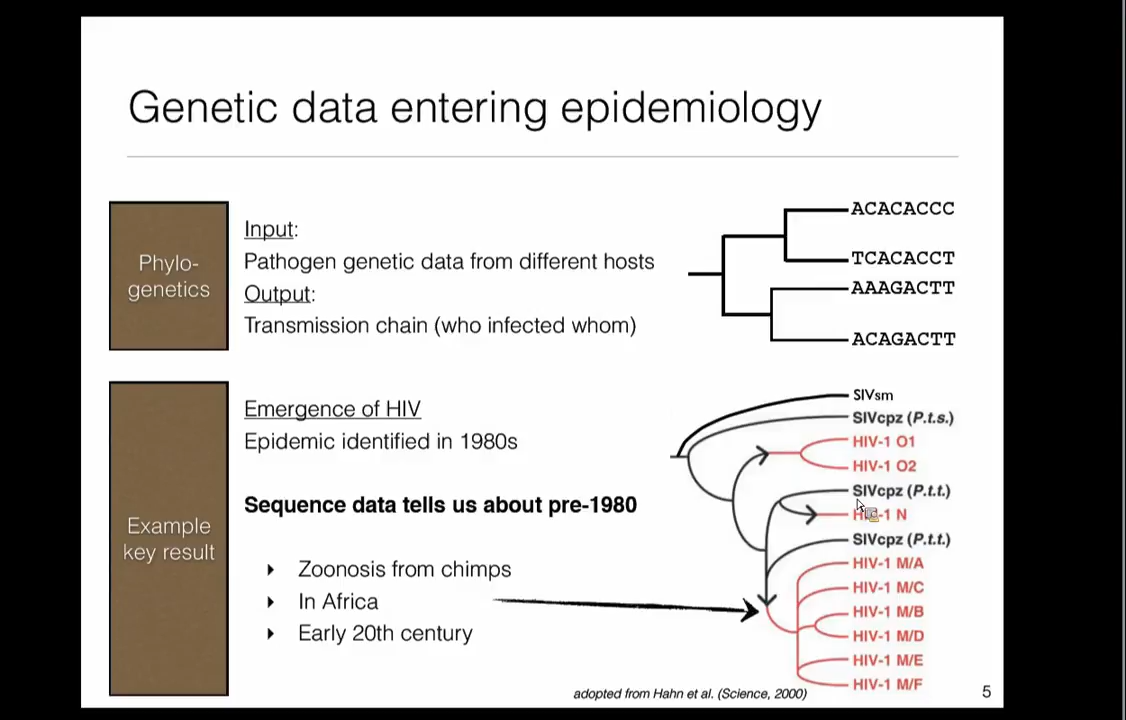 Genetic data entering epidemiology
Phylo-
genetics
Input:
Pathogen genetic data from different hosts
Output:
Transmission chain (who infected whom)
ACACACCC
TCACACCT
AAAGACTT
ACAGACTT
Example
key result
Emergence of HIV
Epidemic identified in 1980s
Sequence data tells us about pre-1980
Zoonosis from chimps
In Africa
Early 20th century
SIVsm
SIVcpz (P.t.s.)
HIV-1 O1
HIV-1 O2
SIVcpz (P.t.t.)
-1 N
SIVcpz (P.t.t.)
HIV-1 M/A
HIV-1 M/C
HIV-1 M/B
HIV-1 M/D
HIV-1 M/E
HIV-1 M/F
adopted from Hahn et al. (Science, 2000)
5